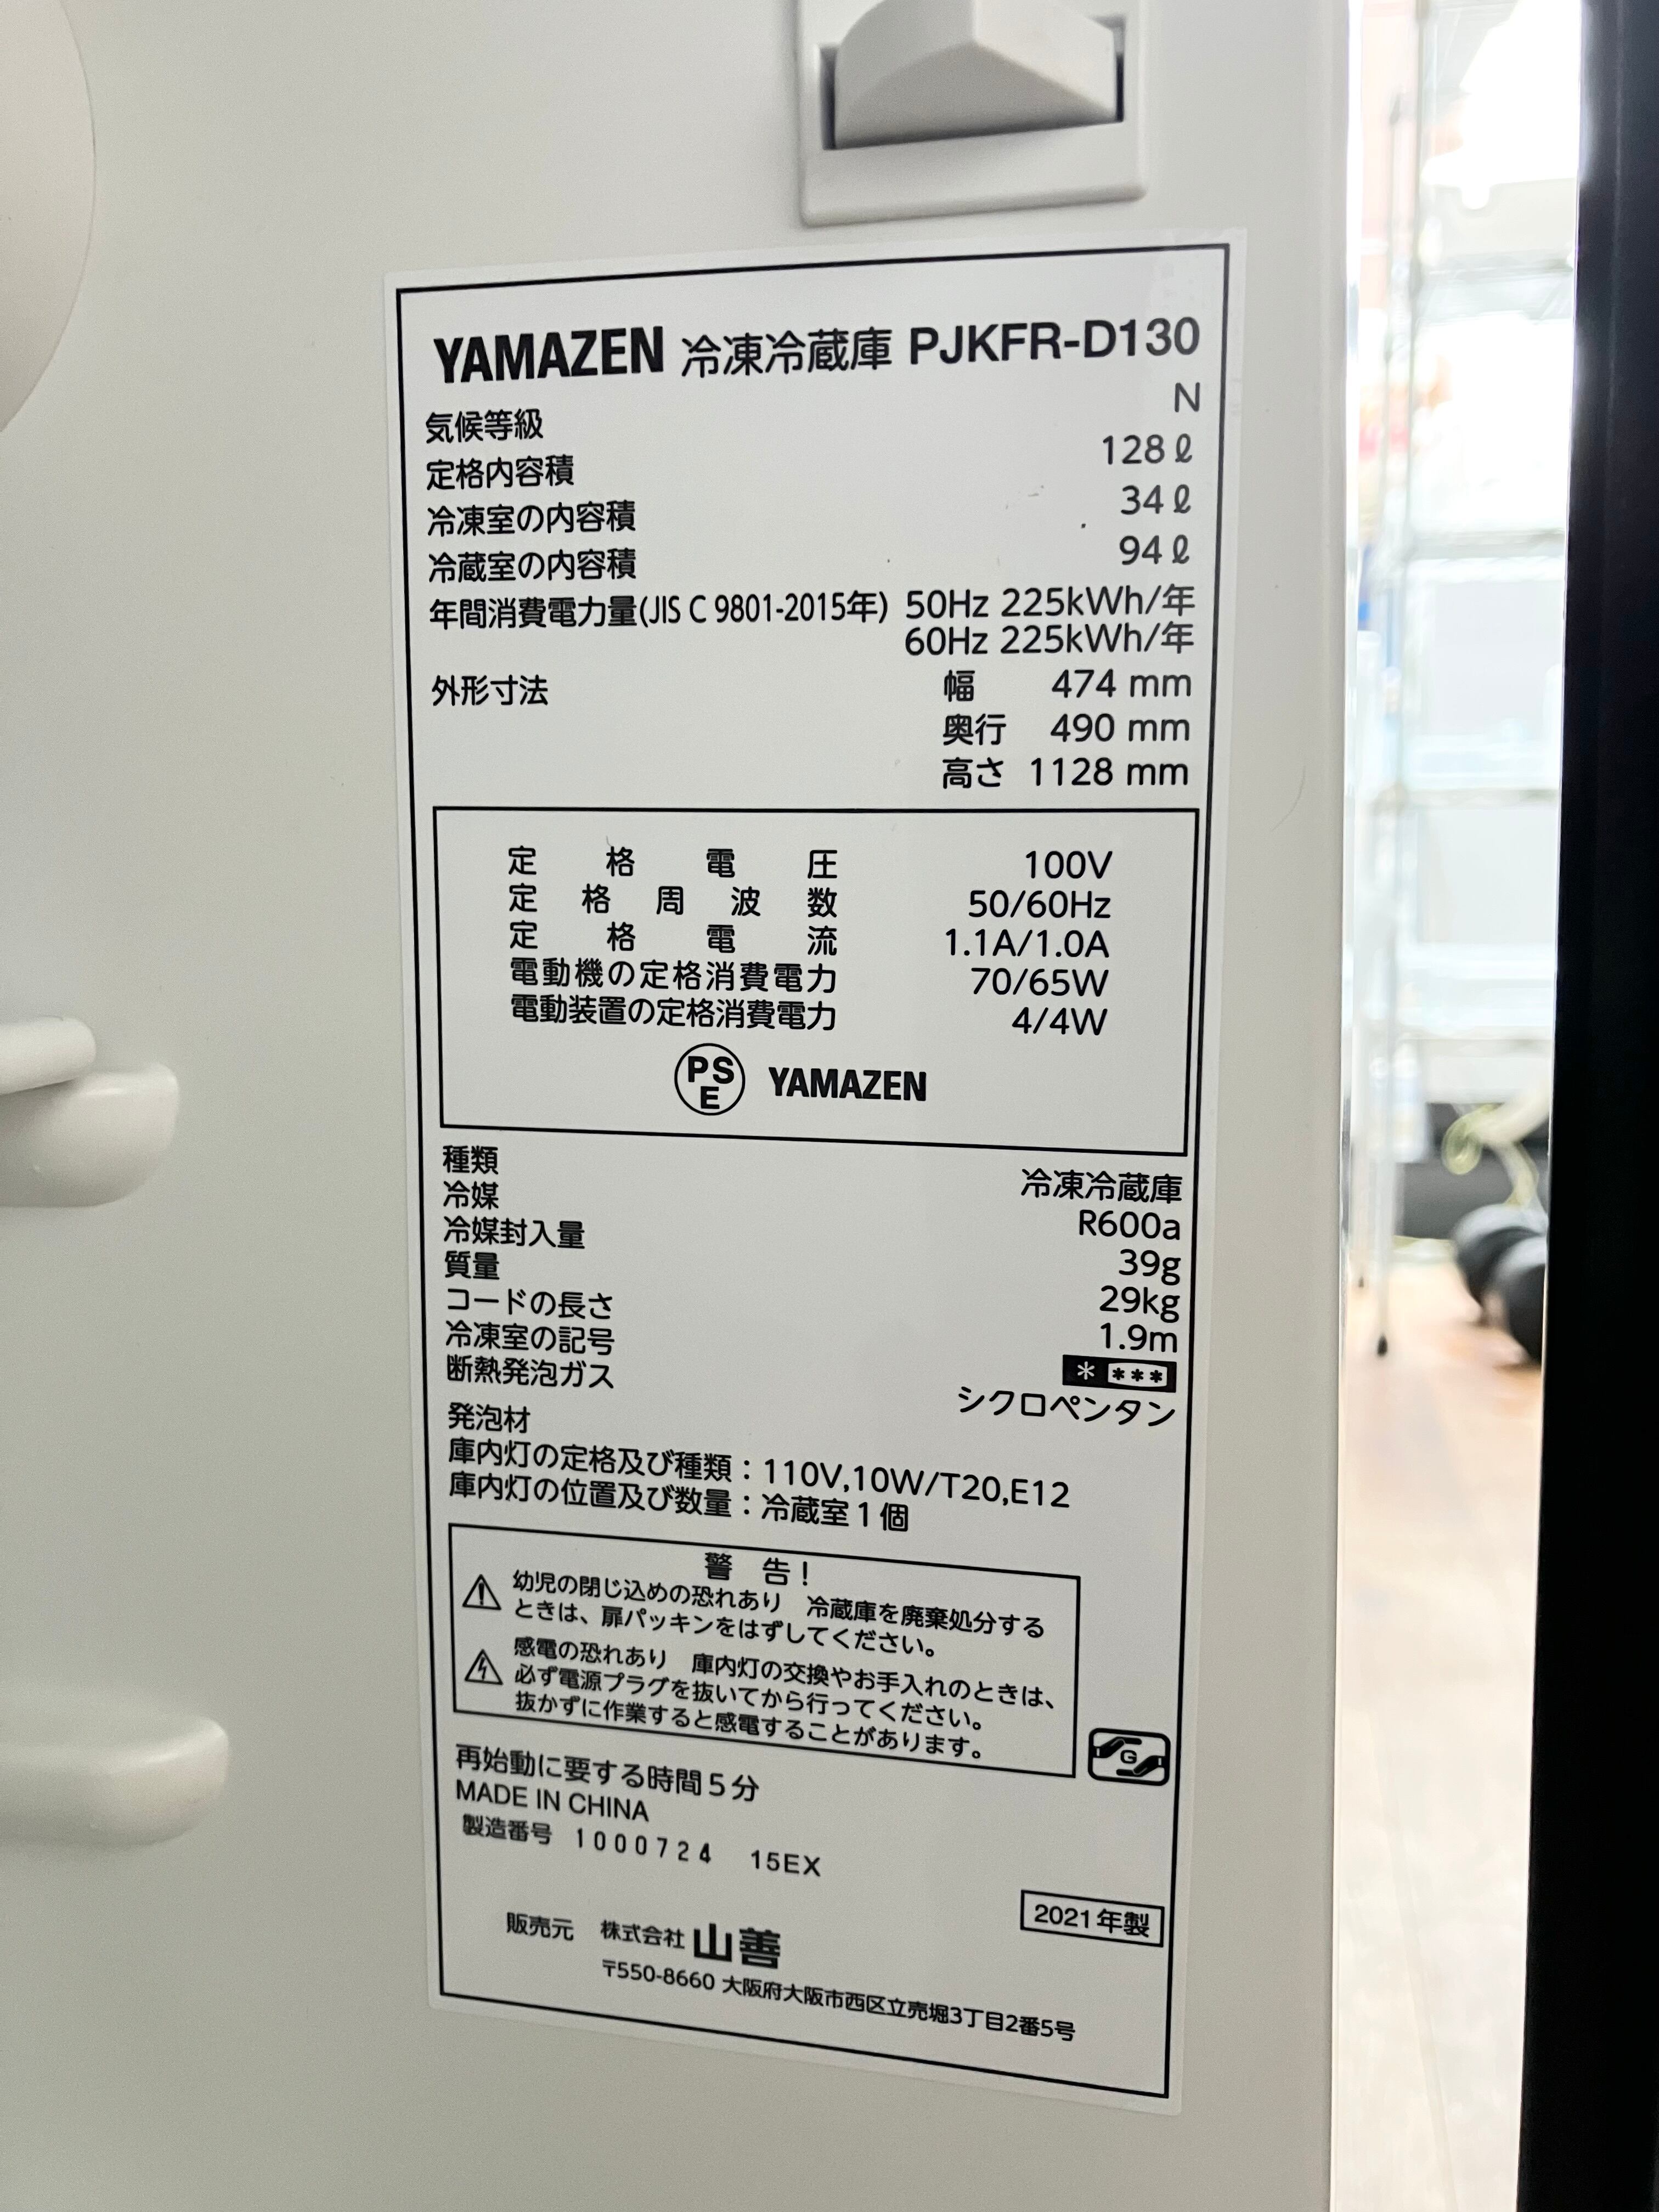 YAMAZEN 冷凍冷蔵庫 PJKFR-D130
気候等級 N
定格内容積 128ℓ
冷凍室の内容積 34ℓ
冷蔵室の内容積 94ℓ
年間消費電力量(JIS C 9801-2015年) 50Hz 225kWh/年
60Hz 225kWh/年
外形寸法 幅 474 mm
奥行 490 mm
高さ 1128 mm
定格電圧 100V
定格周波数 50/60Hz
定格電流 1.1A/1.0A
電動機の定格消費電力 70/65W
電動装置の定格消費電力 4/4W
PSE YAMAZEN
種類 冷凍冷蔵庫
冷媒 R600a
冷媒封入量 39g
質量 29kg
コードの長さ 1.9m
冷凍室の記号 * ***
断熱発泡ガス シクロペンタン
発泡材
庫内灯の定格及び種類：110V,10W/T20,E12
庫内灯の位置及び数量：冷蔵室1個
警 告！
幼児の閉じ込めの恐れあり 冷蔵庫を廃棄処分する
ときは、扉パッキンをはずしてください。
感電の恐れあり 庫内灯の交換やお手入れのときは、
必ず電源プラグを抜いてから行ってください。
抜かずに作業すると感電することがあります。
G
再始動に要する時間5分
MADE IN CHINA
製造番号 1000724 15EX
2021年製
販売元 株式会社 山善
〒550-8660 大阪府大阪市西区立売堀3丁目2番5号